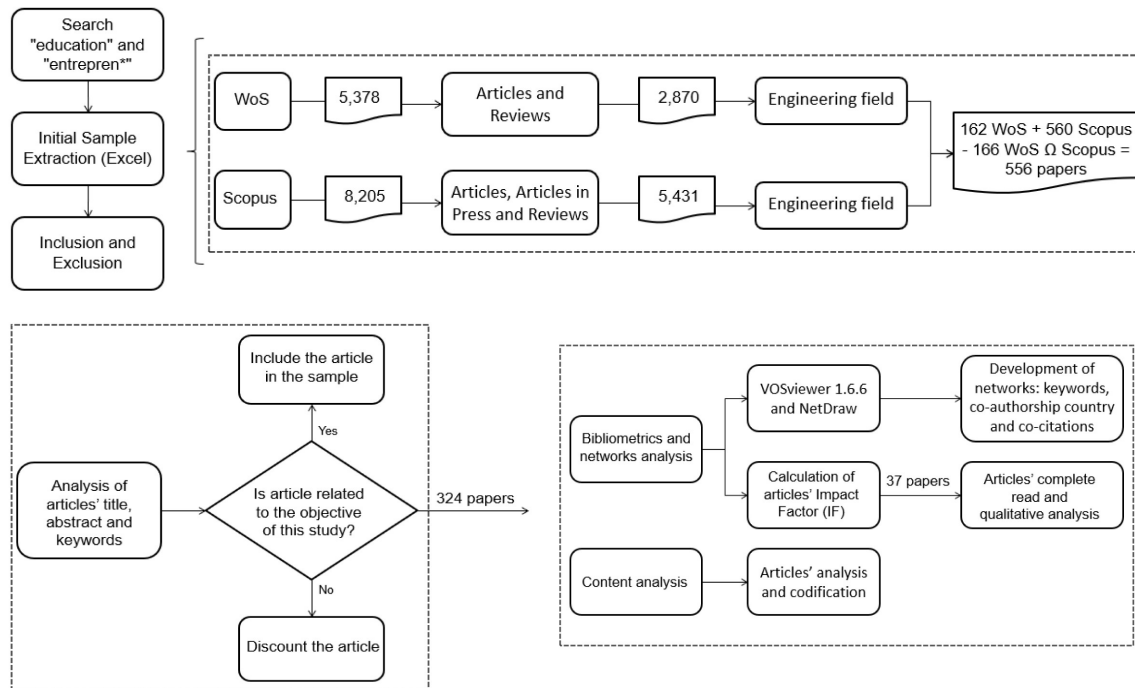 Search
"education" and
"entrepren*"
Initial Sample
Extraction (Excel)
Inclusion and
Exclusion
WoS
5,378
Articles and
Reviews
2,870
Engineering field
Scopus
8,205
Articles, Articles in
Press and Reviews
5,431
Engineering field
162 WoS + 560 Scopus
- 166 WoS Ω Scopus =
556 papers
Analysis of
articles' title,
abstract and
keywords
Include the article
in the sample
Yes
Is article related
to the objective
of this study?
No
Discount the article
324 papers
Bibliometrics and
networks analysis
VOSviewer 1.6.6
and NetDraw
Development of
networks: keywords,
co-authorship country
and co-citations
Calculation of
articles' Impact
Factor (IF)
37 papers
Articles' complete
read and
qualitative analysis
Content analysis
Articles' analysis
and codification